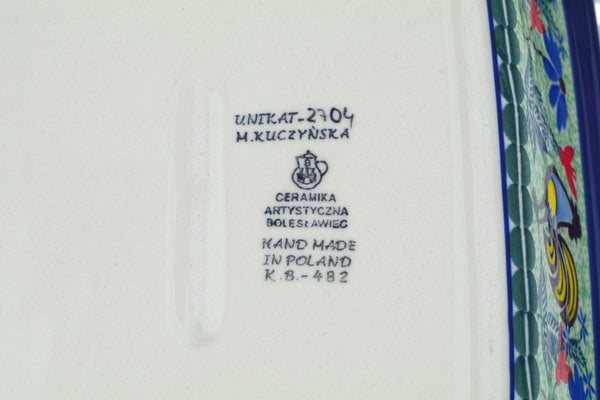 UNIKAT-2704
M.KUCZYŃSKA
CERAMIKA
ARTYSTYCZNA
BOLESŁAWIEC
HAND MADE
IN POLAND
K.B.-482